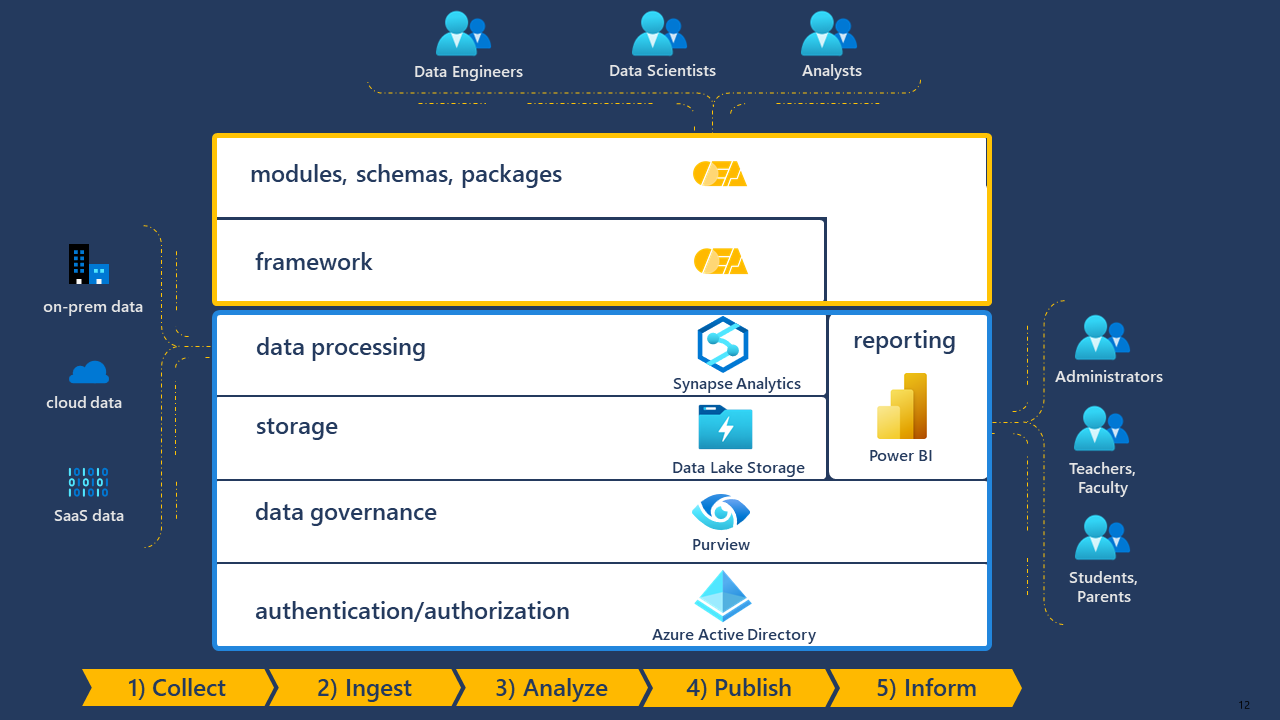 Data Engineers
Data Scientists
Analysts
modules, schemas, packages
OEA
framework
OEA
on-prem data
cloud data
SaaS data
data processing
Synapse Analytics
storage
Data Lake Storage
reporting
Power BI
data governance
Purview
authentication/authorization
Azure Active Directory
Administrators
Teachers,
Faculty
Students,
Parents
1) Collect
2) Ingest
3) Analyze
4) Publish
5) Inform
12